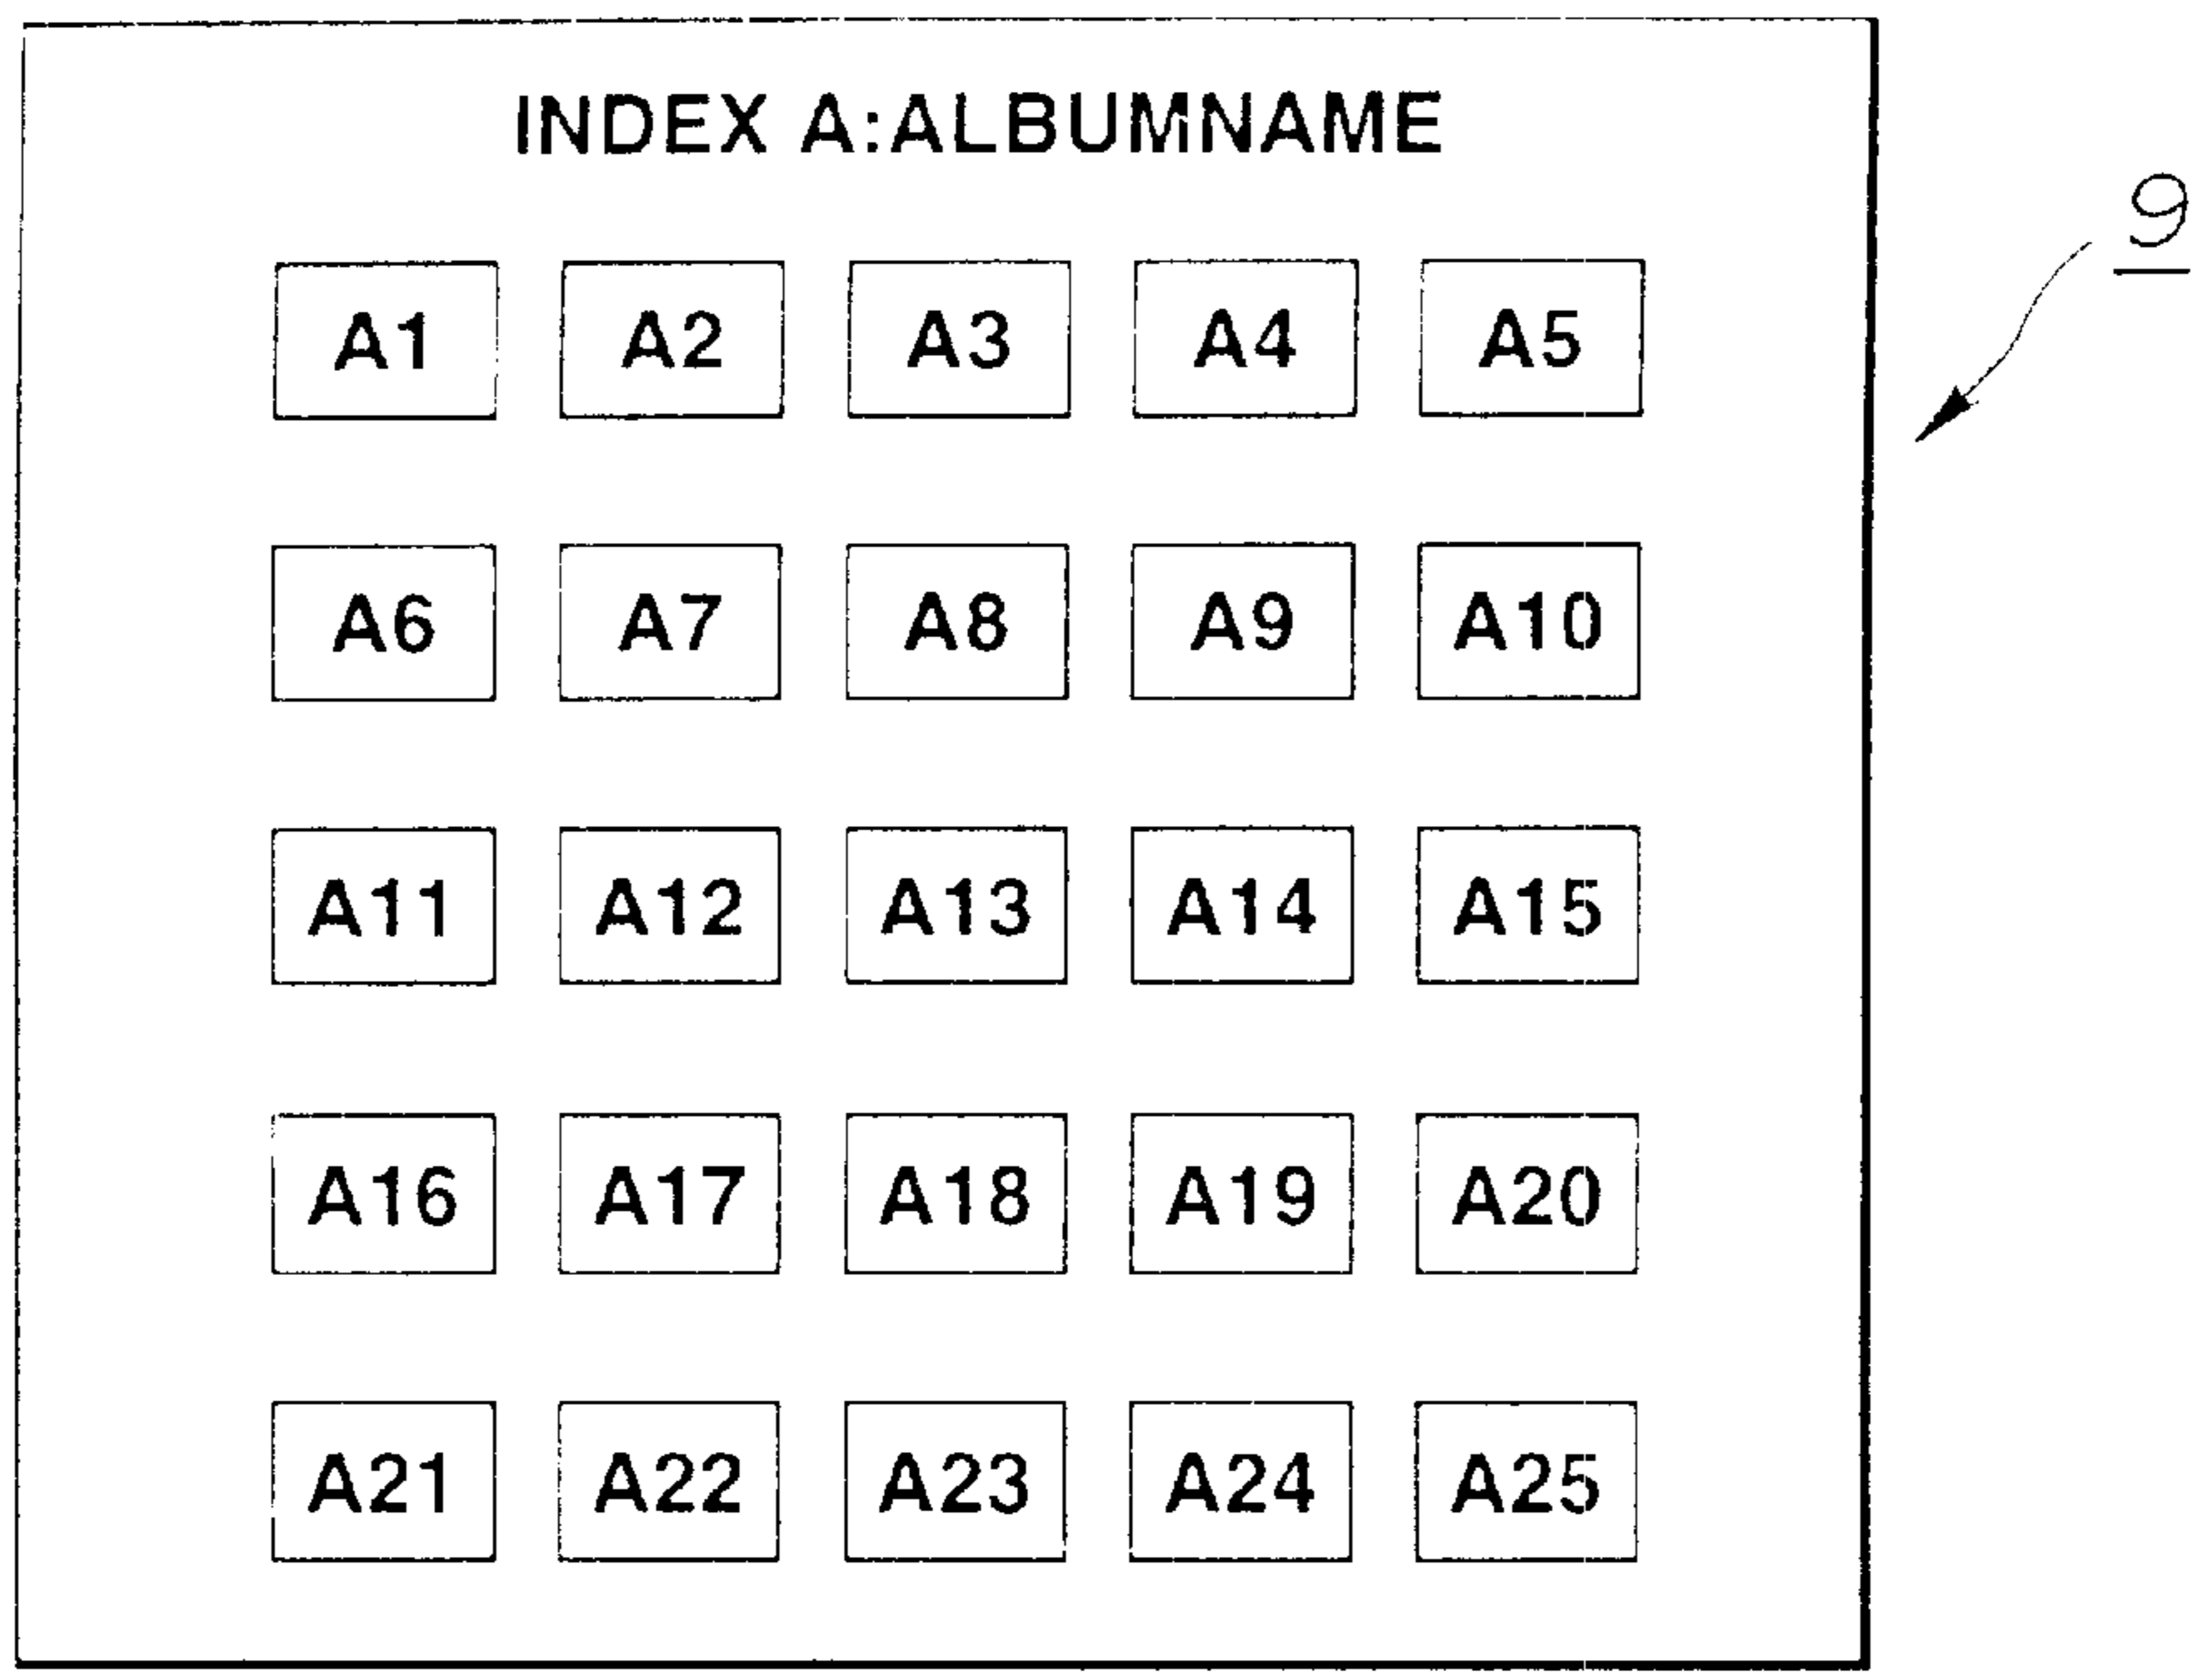 INDEX A:ALBUMNAME
9
A1 A2 A3 A4 A5
A6 A7 A8 A9 A10
A11 A12 A13 A14 A15
A16 A17 A18 A19 A20
A21 A22 A23 A24 A25